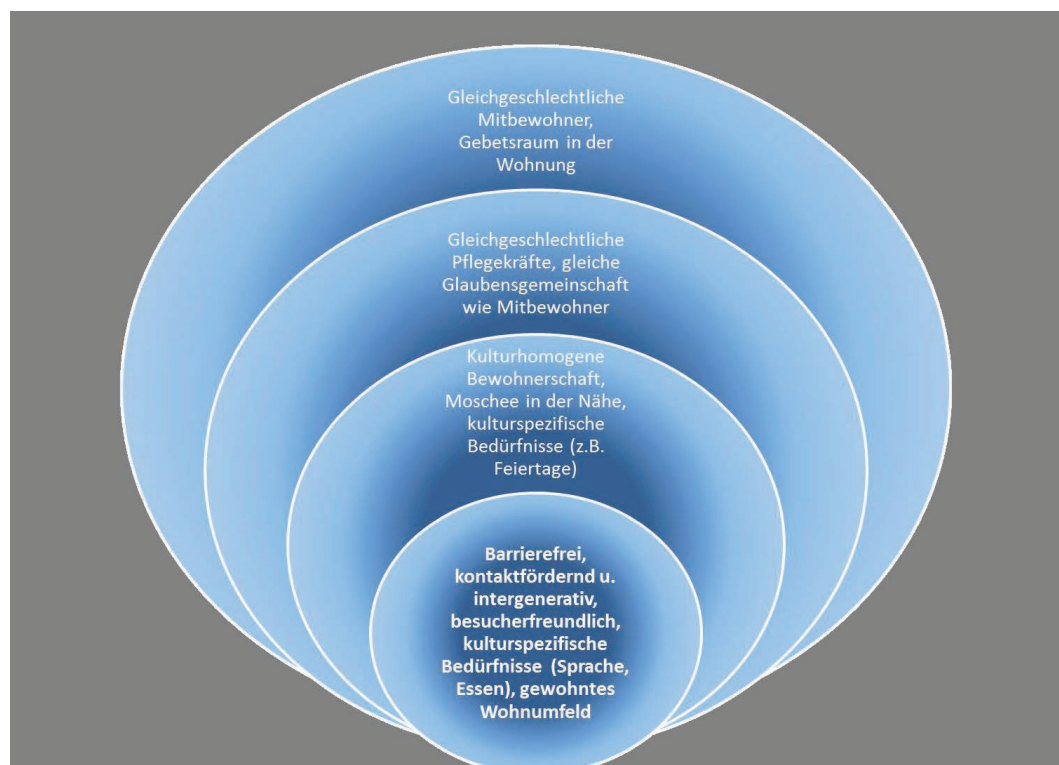 Gleichgeschlechtliche
Mitbewohner,
Gebetsraum in der
Wohnung
Gleichgeschlechtliche
Pflegekräfte, gleiche
Glaubensgemeinschaft
wie Mitbewohner
Kulturhomogene
Bewohnerschaft,
Moschee in der Nähe,
kulturspezifische
Bedürfnisse (z.B.
Feiertage)
Barrierefrei,
kontaktfördernd u.
intergenerativ,
besucherfreundlich,
kulturspezifische
Bedürfnisse (Sprache,
Essen), gewohntes
Wohnumfeld